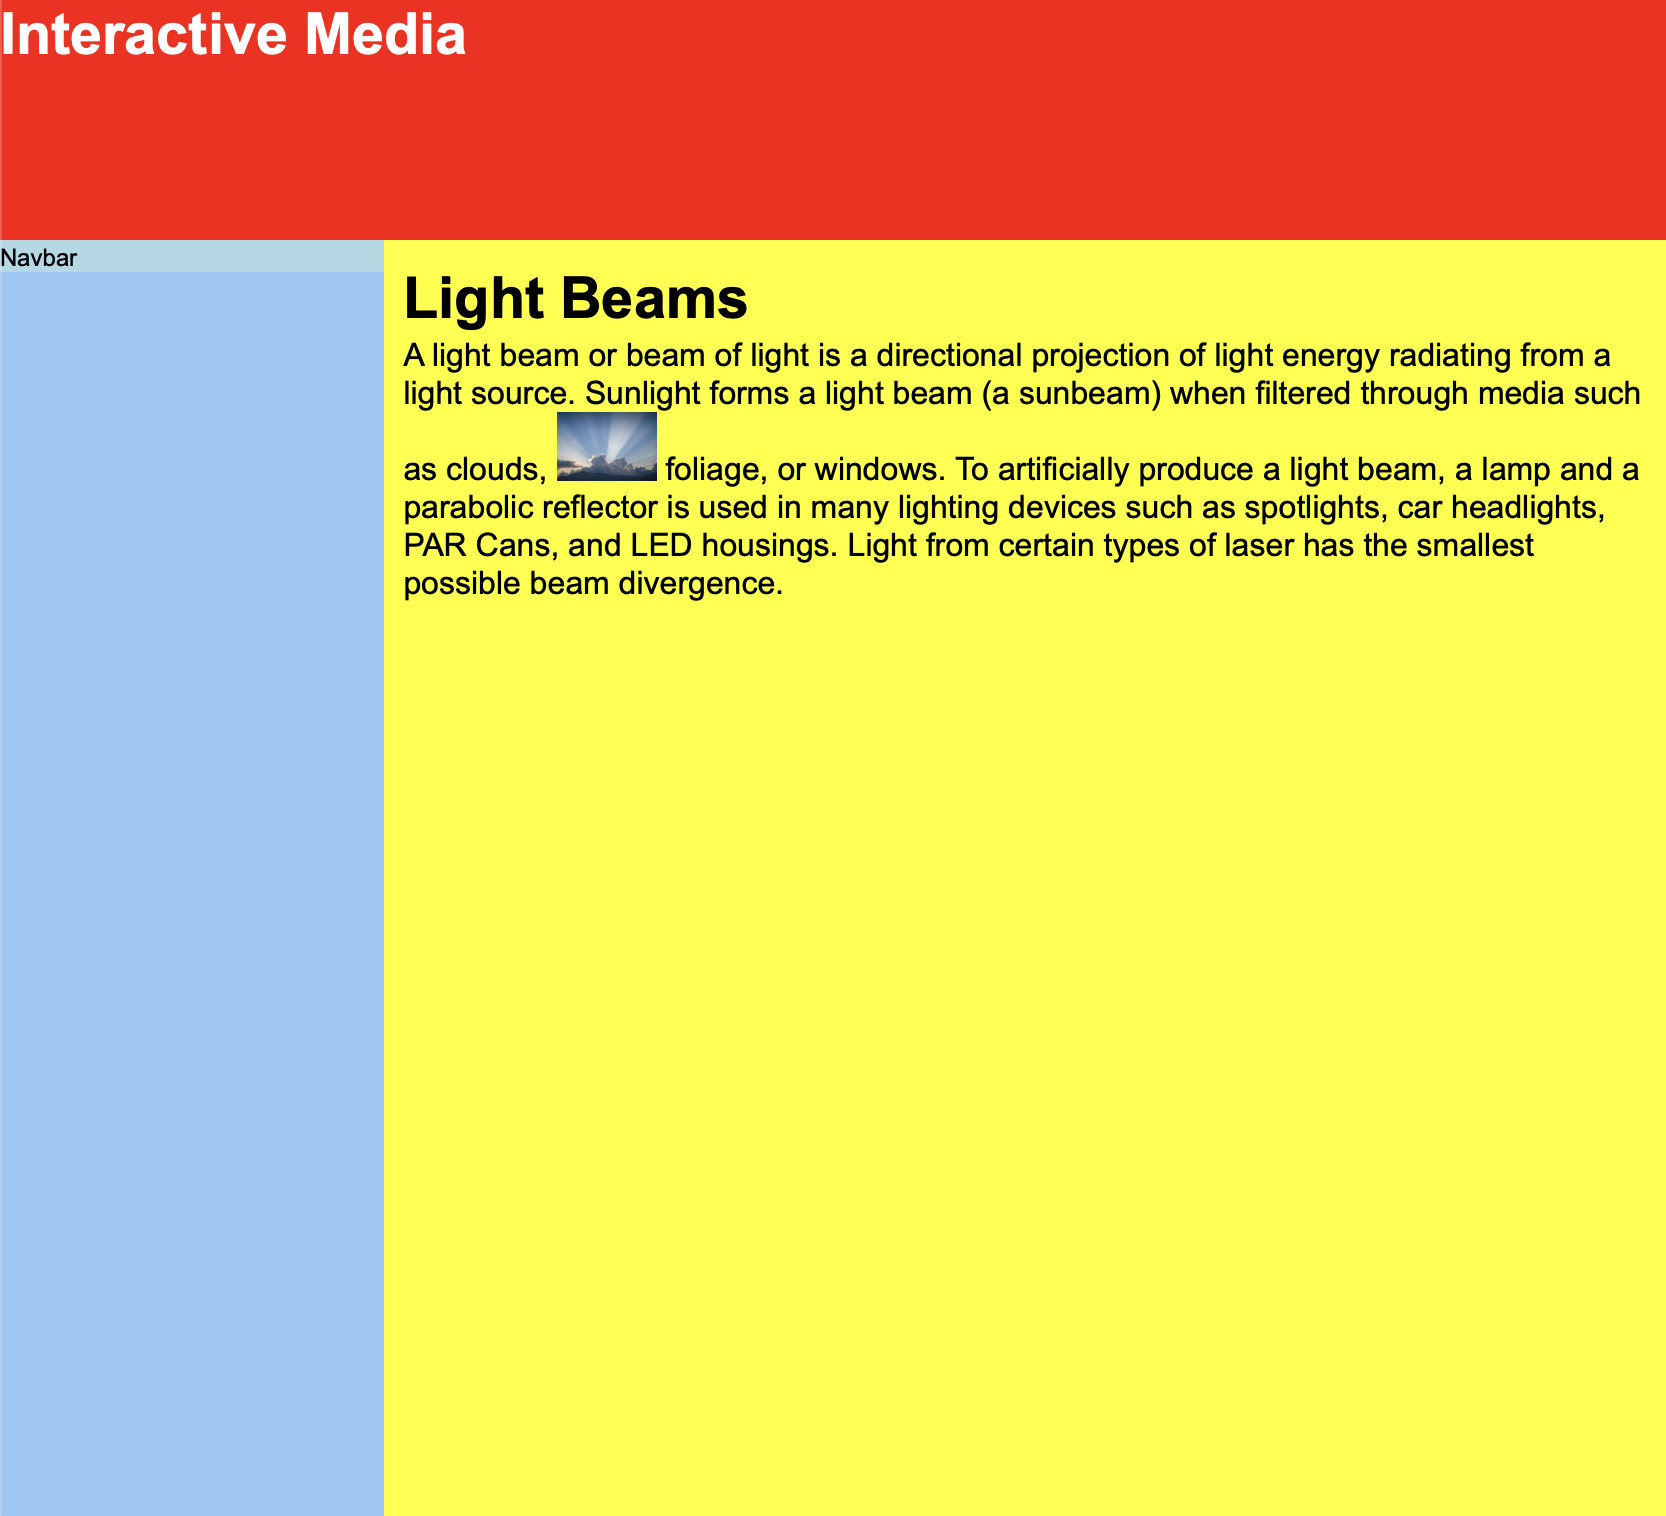 Interactive Media
Navbar
Light Beams
A light beam or beam of light is a directional projection of light energy radiating from a
light source. Sunlight forms a light beam (a sunbeam) when filtered through media such
as clouds, foliage, or windows. To artificially produce a light beam, a lamp and a
parabolic reflector is used in many lighting devices such as spotlights, car headlights,
PAR Cans, and LED housings. Light from certain types of laser has the smallest
possible beam divergence.